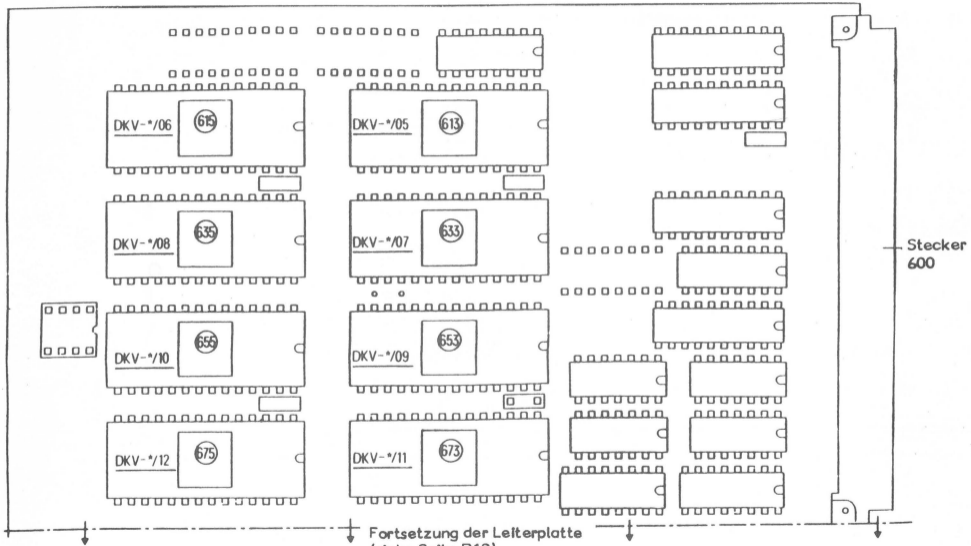 DKV-*/06 615
DKV-*/05 613
DKV-*/08 635
DKV-*/07 633
Stecker
600
DKV-*/10 655
DKV-*/09 653
DKV-*/12 675
DKV-*/11 673
Fortsetzung der Leiterplatte